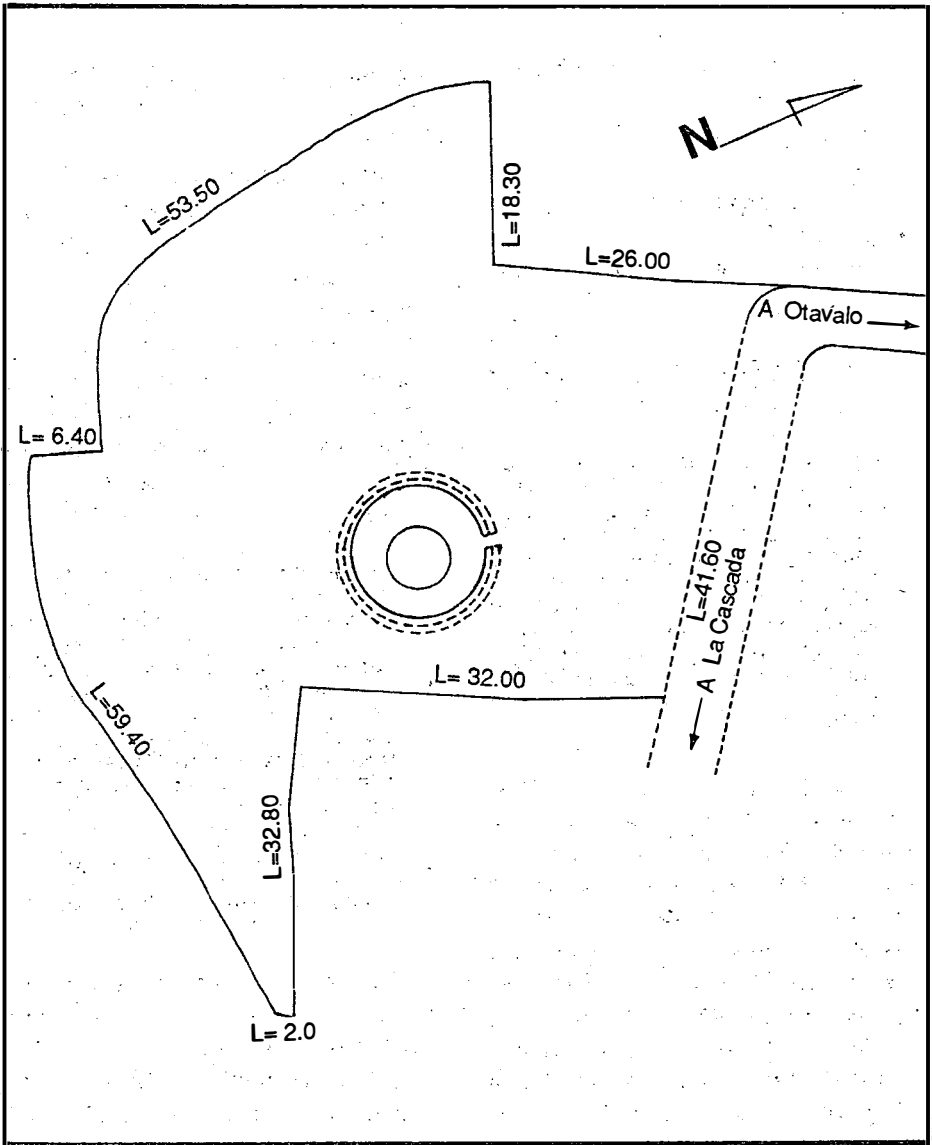 N
L=53.50
L=18.30
L=26.00
A Otavalo
L= 6.40
L=41.60
A La Cascada
L= 32.00
L=59.40
L=32.80
L= 2.0